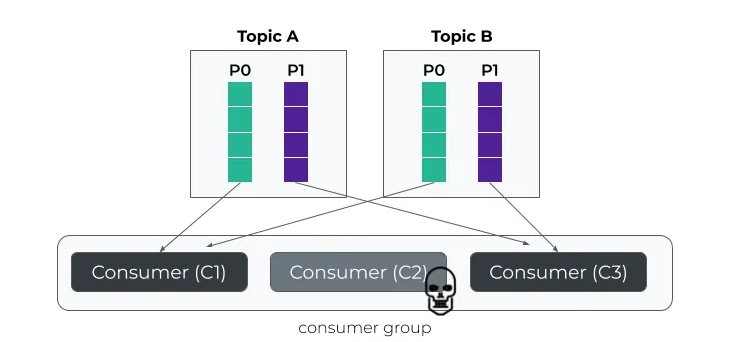 Topic A
Topic B
P0
P1
P0
P1
Consumer (C1)
Consumer (C2)
Consumer (C3)
consumer group